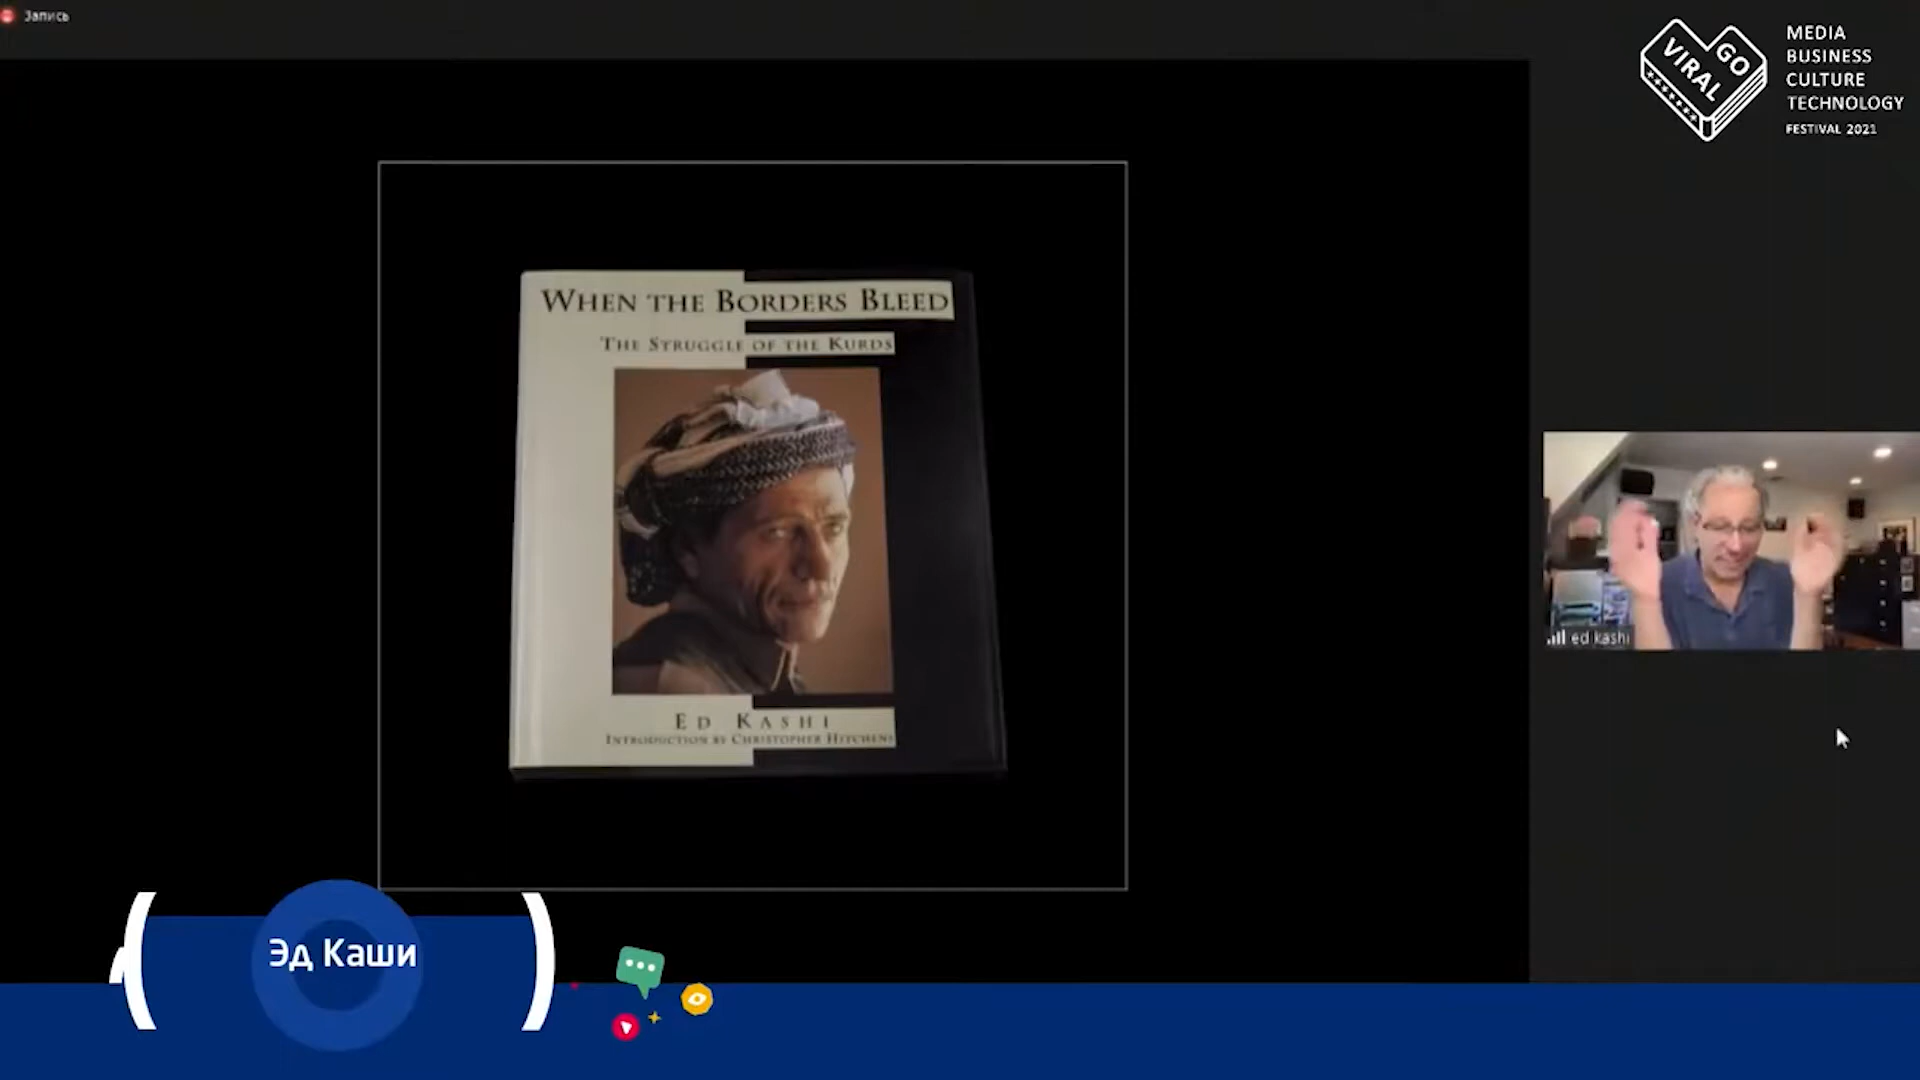 Запись
VIRAL GO
MEDIA
BUSINESS
CULTURE
TECHNOLOGY
FESTIVAL 2021
WHEN THE BORDERS BLEED
THE STRUGGLE OF THE KURDS
ED KASHI
INTRODUCTION BY CHRISTOPHER HITCHENS
ed kashi
Эд Каши